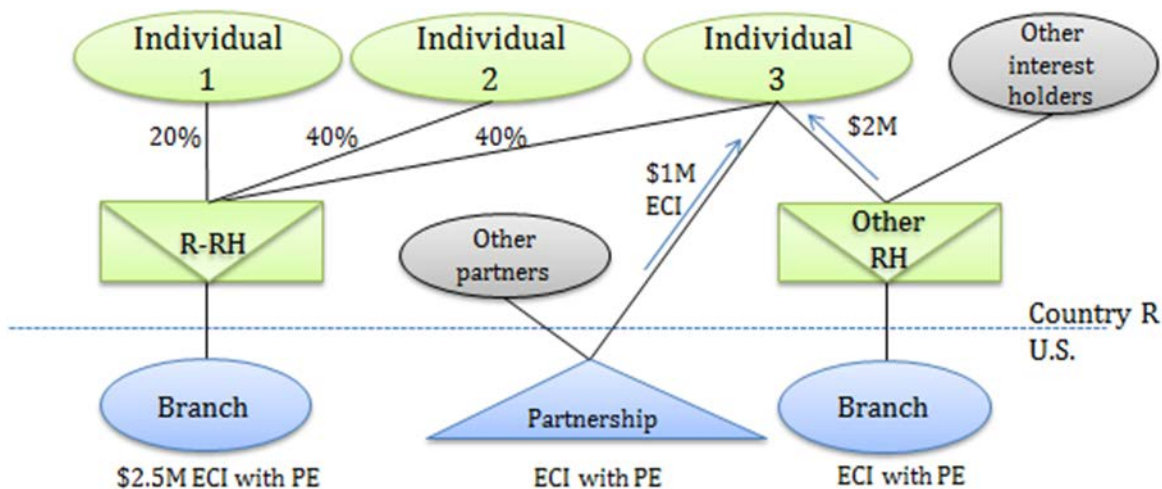 Individual
1
Individual
2
Individual
3
Other
interest
holders
20%
40%
40%
$2M
$1M
ECI
R-RH
Other
partners
Other
RH
Country R
U.S.
Branch
Partnership
Branch
$2.5M ECI with PE
ECI with PE
ECI with PE